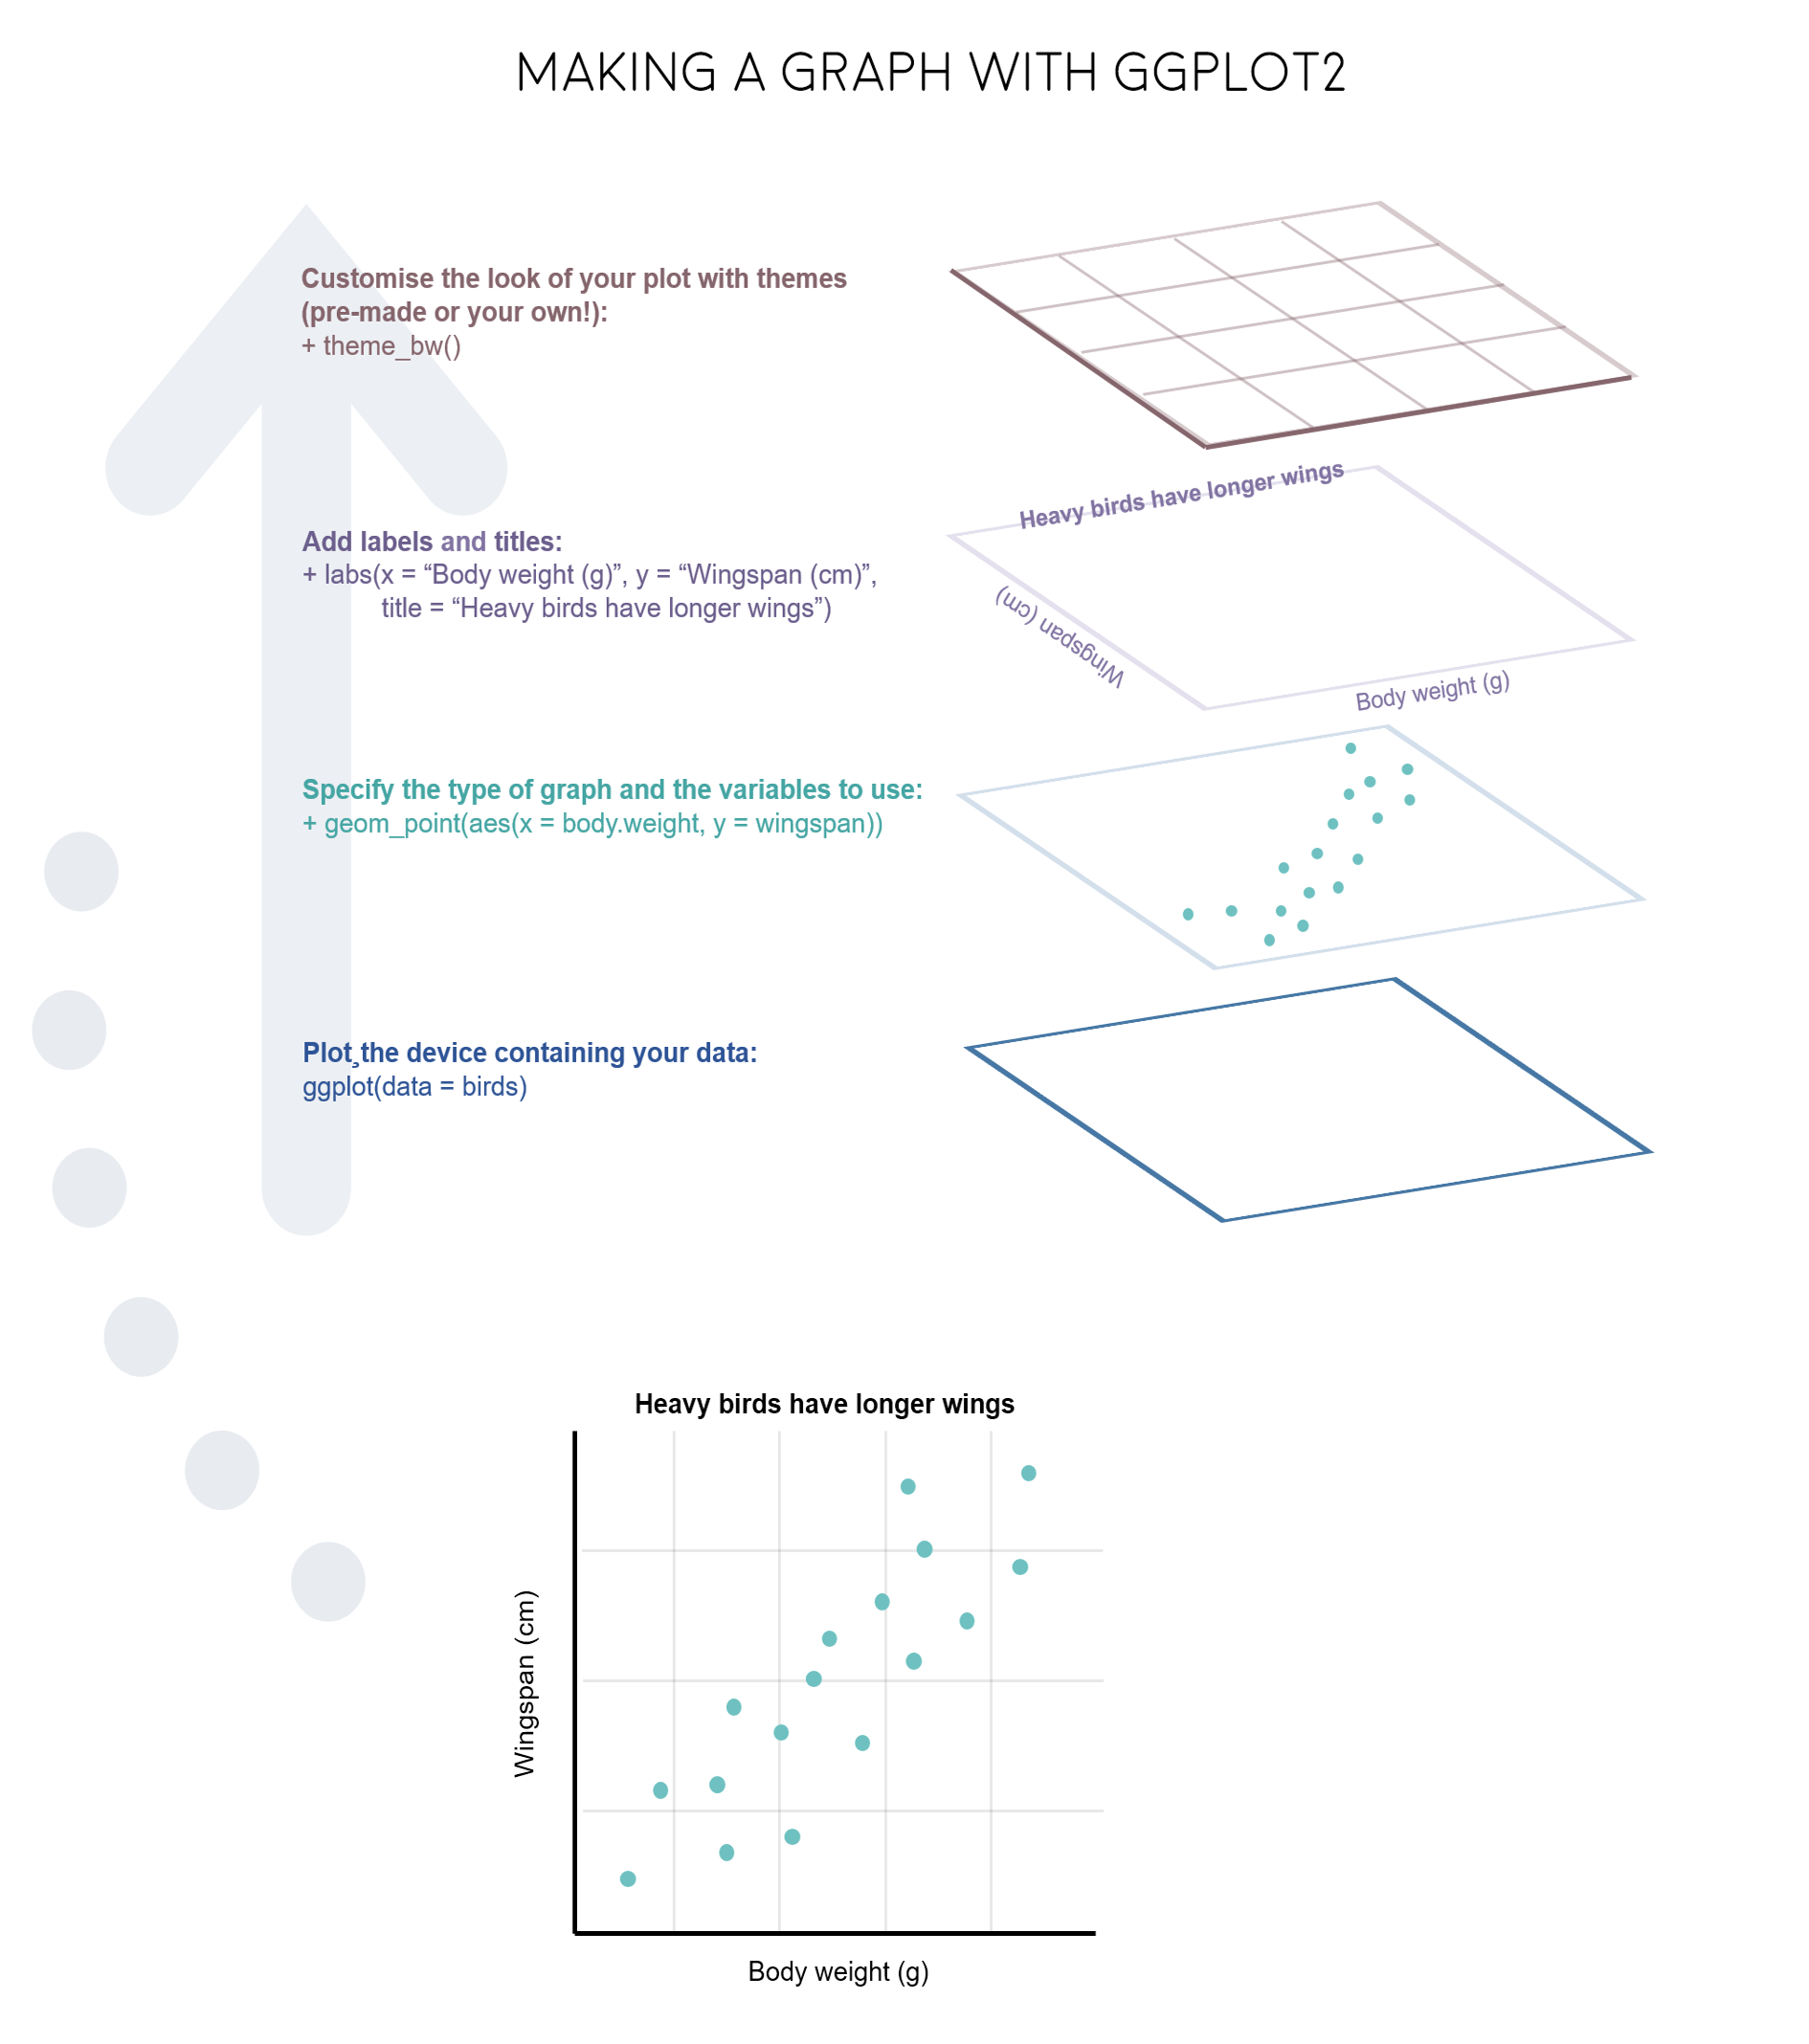 MAKING A GRAPH WITH GGPLOT2
Customise the look of your plot with themes
(pre-made or your own!):
+ theme_bw()
Heavy birds have longer wings
Add labels and titles:
+ labs(x = “Body weight (g)”, y = “Wingspan (cm)”,
title = “Heavy birds have longer wings”)
Wingspan (cm)
Body weight (g)
Specify the type of graph and the variables to use:
+ geom_point(aes(x = body.weight, y = wingspan))
Plot¸the device containing your data:
ggplot(data = birds)
Heavy birds have longer wings
Wingspan (cm)
Body weight (g)